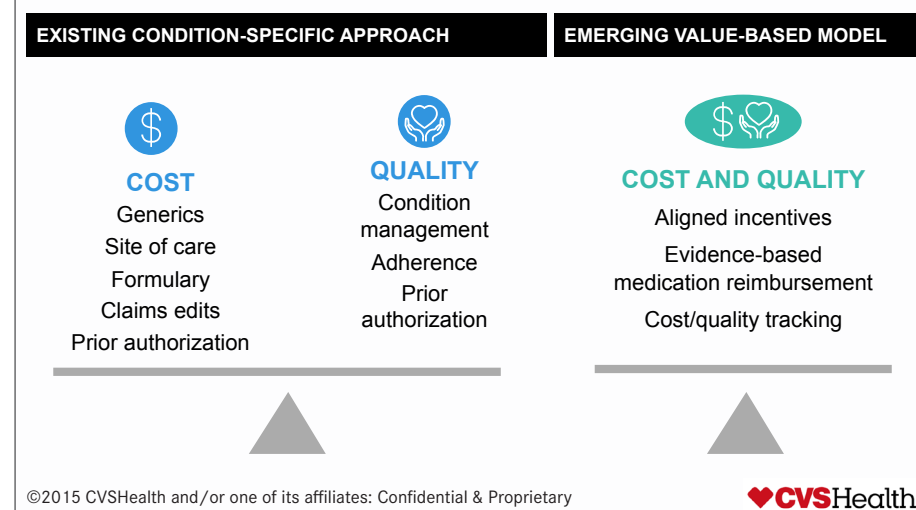 EXISTING CONDITION-SPECIFIC APPROACH
EMERGING VALUE-BASED MODEL
$
COST
Generics
Site of care
Formulary
Claims edits
Prior authorization
QUALITY
Condition
management
Adherence
Prior
authorization
$
COST AND QUALITY
Aligned incentives
Evidence-based
medication reimbursement
Cost/quality tracking
©2015 CVSHealth and/or one of its affiliates: Confidential & Proprietary
CVSHealth